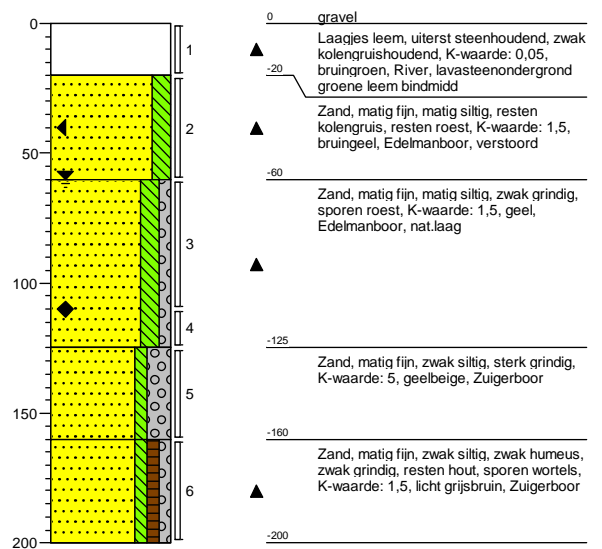 0
50
100
150
200
1
2
3
4
5
6
0
gravel
Laagjes leem, uiterst steenhoudend, zwak
kolengruishoudend, K-waarde: 0,05,
bruingroen, River, lavasteenondergrond
groene leem bindmidd
-20
Zand, matig fijn, matig siltig, resten
kolengruis, resten roest, K-waarde: 1,5,
bruingeel, Edelmanboor, verstoord
-60
Zand, matig fijn, matig siltig, zwak grindig,
sporen roest, K-waarde: 1,5, geel,
Edelmanboor, nat.laag
-125
Zand, matig fijn, zwak siltig, sterk grindig,
K-waarde: 5, geelbeige, Zuigerboor
-160
Zand, matig fijn, zwak siltig, zwak humeus,
zwak grindig, resten hout, sporen wortels,
K-waarde: 1,5, licht grijsbruin, Zuigerboor
-200